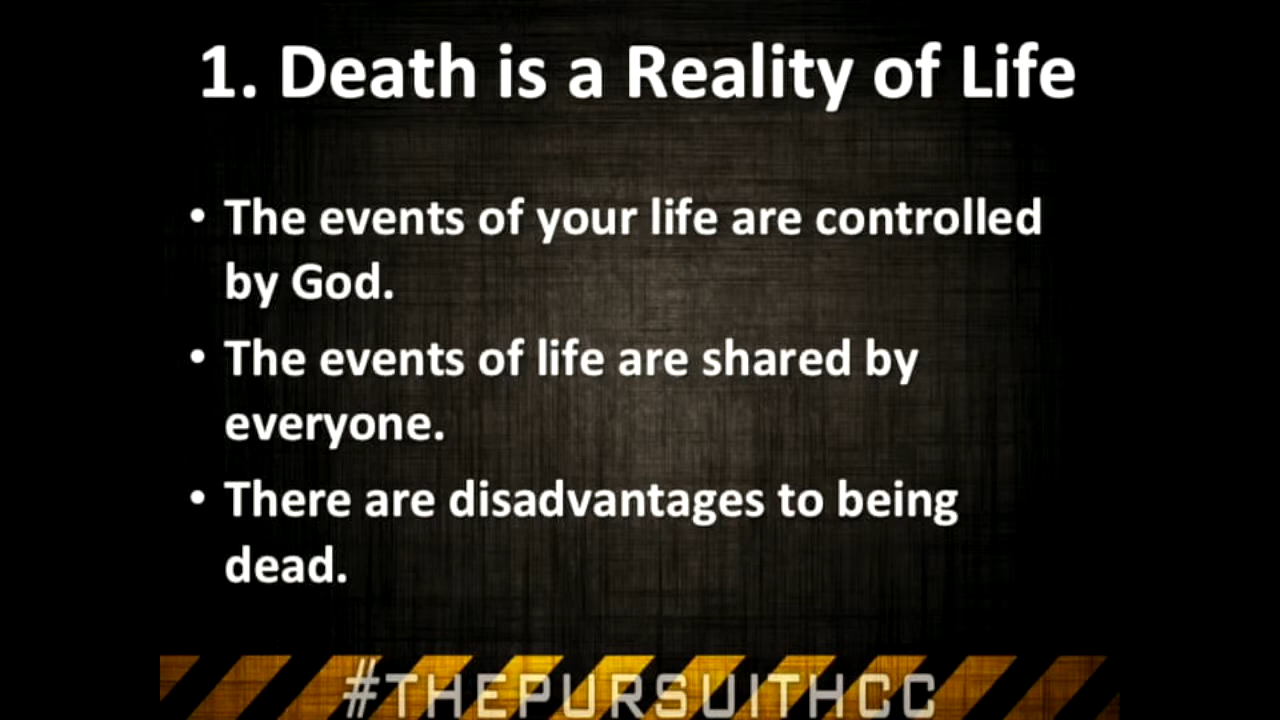 1. Death is a Reality of Life
• The events of your life are controlled
by God.
• The events of life are shared by
everyone.
• There are disadvantages to being
dead.
#THEPURSUITHCC